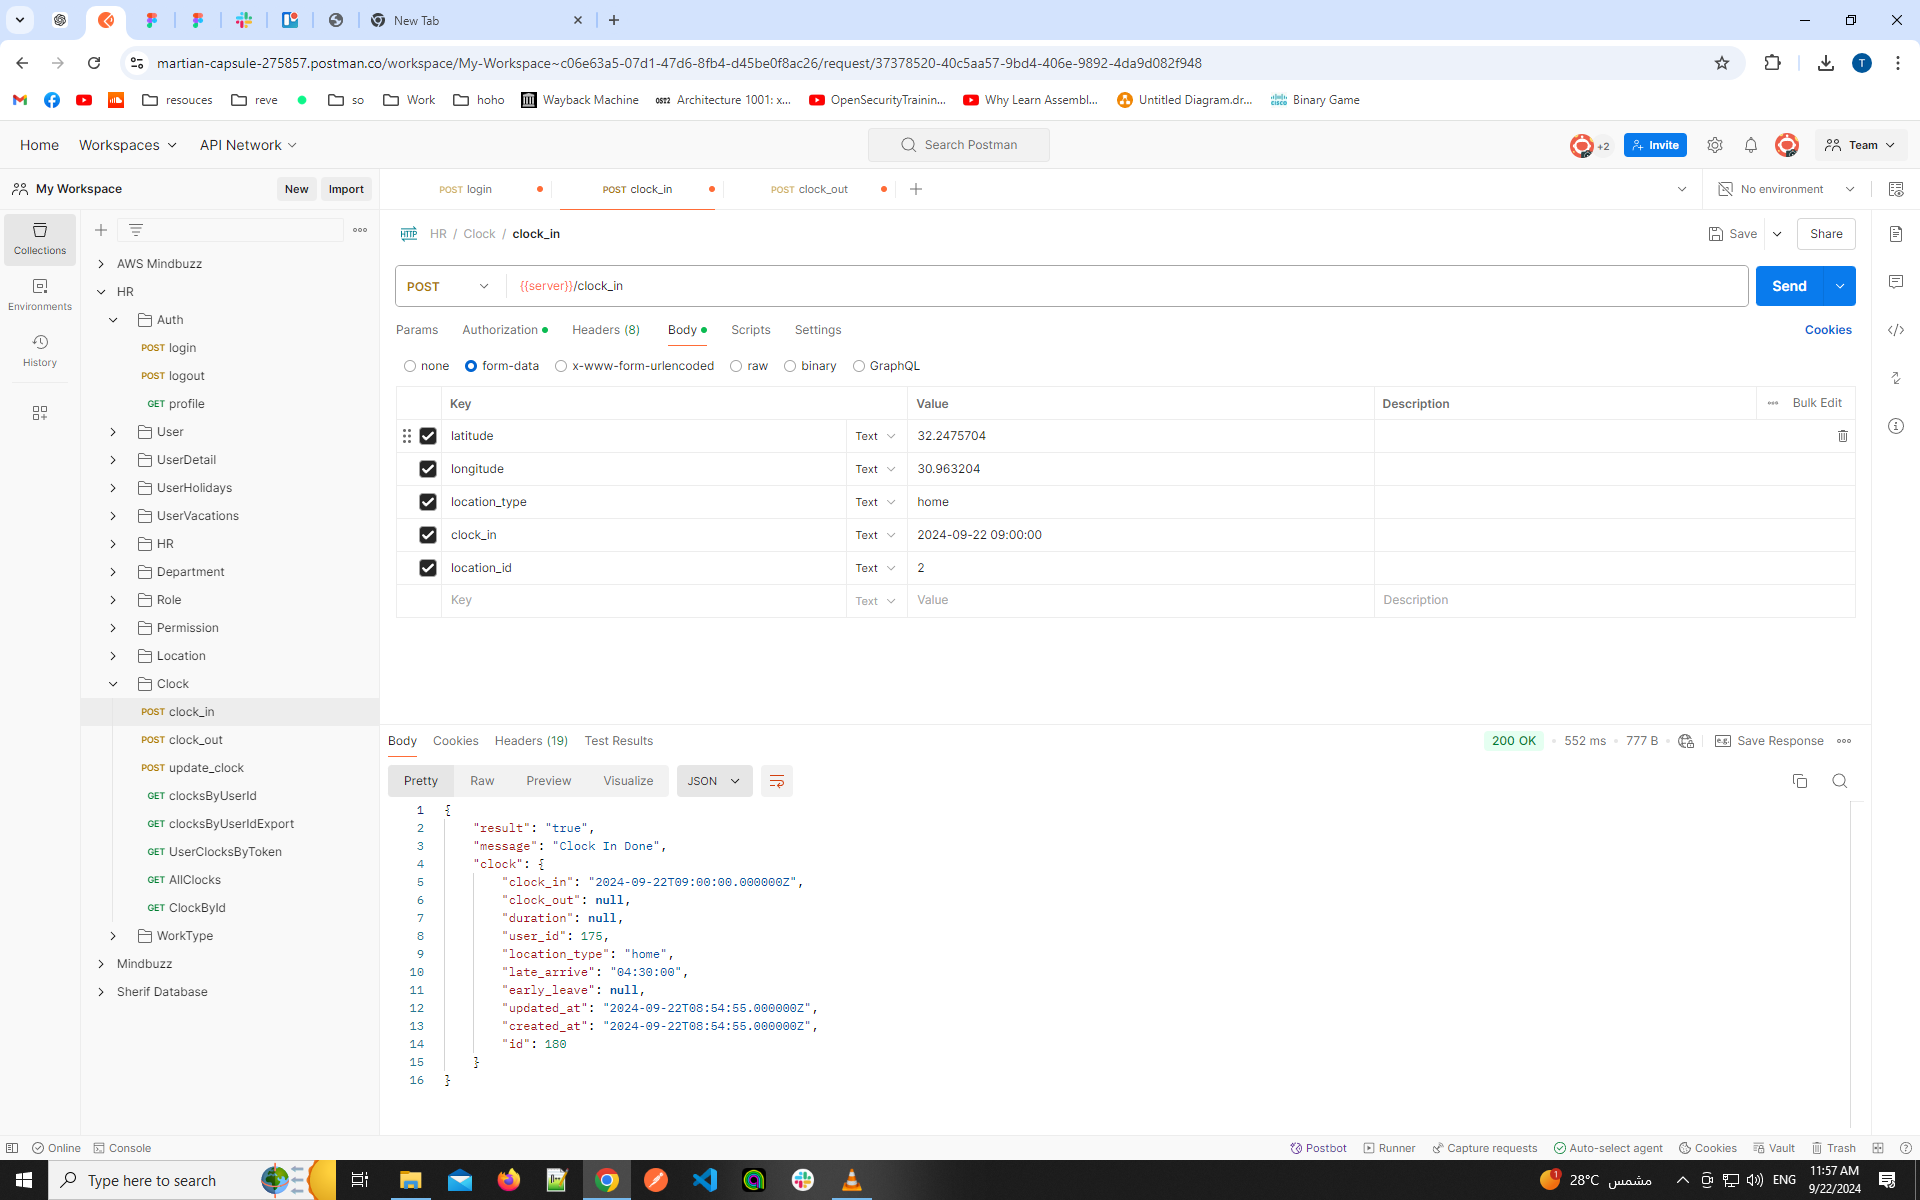 New Tab
martian-capsule-275857.postman.co/workspace/My-Workspace~c06e63a5-07d1-47d6-8fb4-d45be0f8ac26/request/37378520-40c5aa57-9bd4-406e-9892-4da9d082f948
T
resouces reve so Work hoho Wayback Machine OST2 Architecture 1001: x... OpenSecurityTrainin... Why Learn Assembl... Untitled Diagram.dr... Binary Game
Home Workspaces API Network Search Postman +2 Invite Team
My Workspace New Import POST login POST clock_in POST clock_out No environment
Collections
Environments
History
AWS Mindbuzz
HR
Auth
POST login
POST logout
GET profile
User
UserDetail
UserHolidays
UserVacations
HR
Department
Role
Permission
Location
Clock
POST clock_in
POST clock_out
POST update_clock
GET clocksByUserId
GET clocksByUserIdExport
GET UserClocksByToken
GET AllClocks
GET ClockById
WorkType
Mindbuzz
Sherif Database
HTTP HR / Clock / clock_in Save Share
POST {{server}}/clock_in Send
Params Authorization Headers (8) Body Scripts Settings Cookies
none form-data x-www-form-urlencoded raw binary GraphQL
Key Value Description Bulk Edit
latitude Text 32.2475704
longitude Text 30.963204
location_type Text home
clock_in Text 2024-09-22 09:00:00
location_id Text 2
Key Text Value Description
Body Cookies Headers (19) Test Results 200 OK 552 ms 777 B e.g. Save Response
Pretty Raw Preview Visualize JSON
1 {
2 "result": "true",
3 "message": "Clock In Done",
4 "clock": {
5 "clock_in": "2024-09-22T09:00:00.000000Z",
6 "clock_out": null,
7 "duration": null,
8 "user_id": 175,
9 "location_type": "home",
10 "late_arrive": "04:30:00",
11 "early_leave": null,
12 "updated_at": "2024-09-22T08:54:55.000000Z",
13 "created_at": "2024-09-22T08:54:55.000000Z",
14 "id": 180
15 }
16 }
Online Console Postbot Runner Capture requests Auto-select agent Cookies Vault Trash
Type here to search 28°C مشمس ENG 11:57 AM
9/22/2024